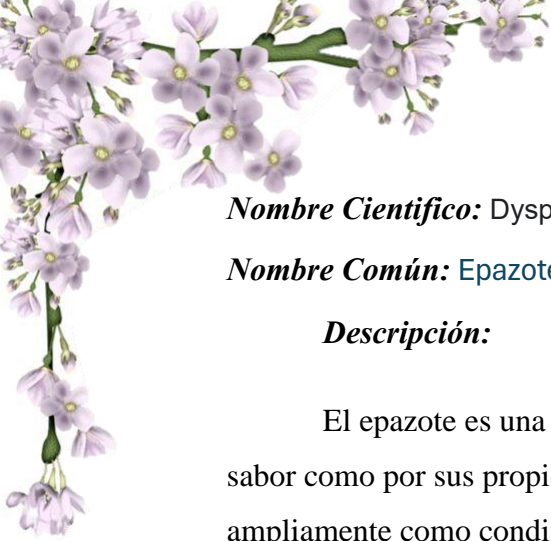 Nombre Cientifico: Dysp
Nombre Común: Epazote
Descripción:
El epazote es una
sabor como por sus propi
ampliamente como condi